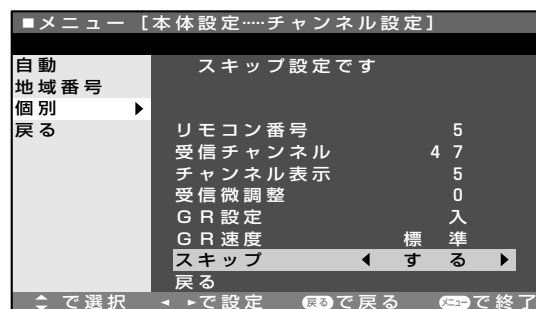 ■メニュー [本体設定┈チャンネル設定]
自動
地域番号
個別 ▶
戻る
スキップ設定です
リモコン番号 5
受信チャンネル 47
チャンネル表示 5
受信微調整 0
GR設定 入
GR速度 標準
スキップ ◀ する ▶
戻る
で選択 ◀ ▶で設定 戻るで戻る メニューで終了